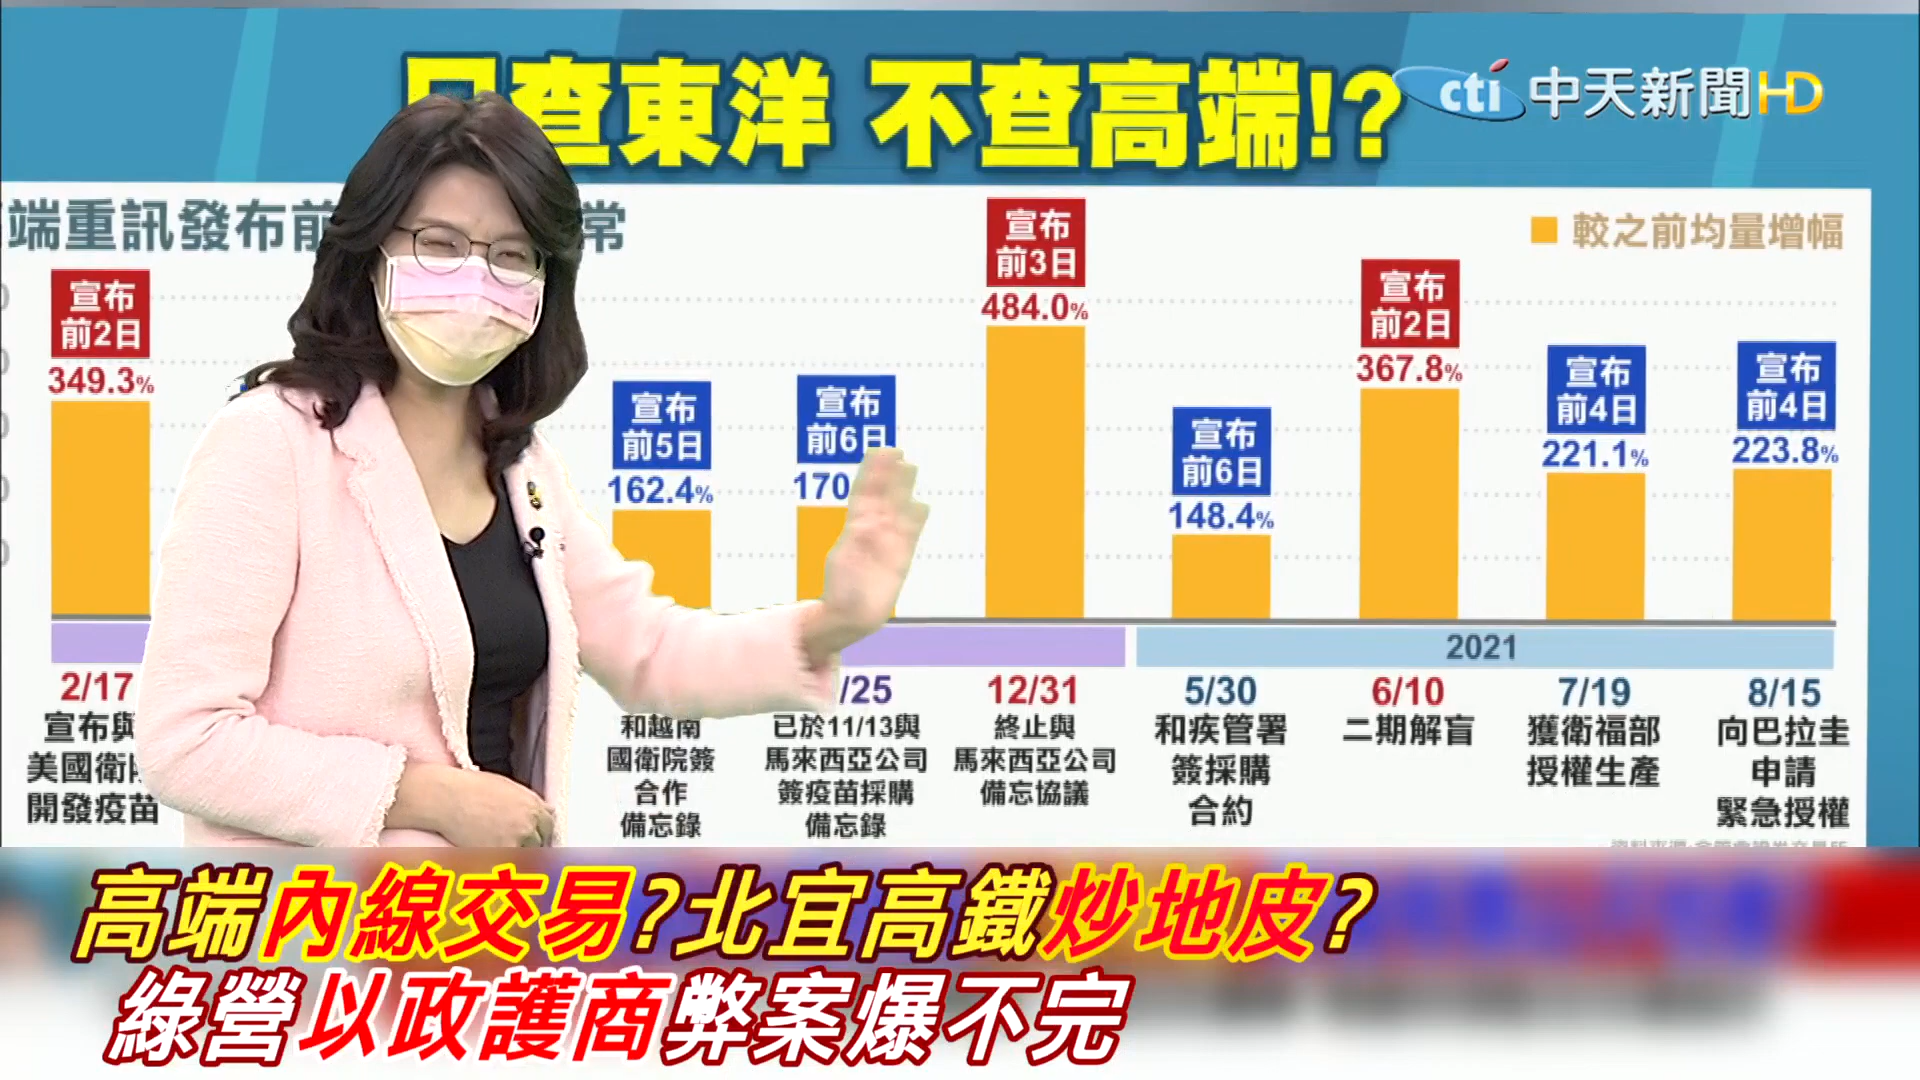 查東洋 不查高端!?
cti 中天新聞HD
端重訊發布前
常
較之前均量增幅
宣布
前2日
349.3%
宣布
前5日
162.4%
宣布
前6日
170
宣布
前3日
484.0%
宣布
前6日
148.4%
宣布
前2日
367.8%
宣布
前4日
221.1%
宣布
前4日
223.8%
2021
2/17
宣布與
美國衛
開發疫苗
和越南
國衛院簽
合作
備忘錄
/25
已於11/13與
馬來西亞公司
簽疫苗採購
備忘錄
12/31
終止與
馬來西亞公司
備忘協議
5/30
和疾管署
簽採購
合約
6/10
二期解盲
7/19
獲衛福部
授權生產
8/15
向巴拉圭
申請
緊急授權
高端內線交易?北宜高鐵炒地皮?
綠營以政護商弊案爆不完